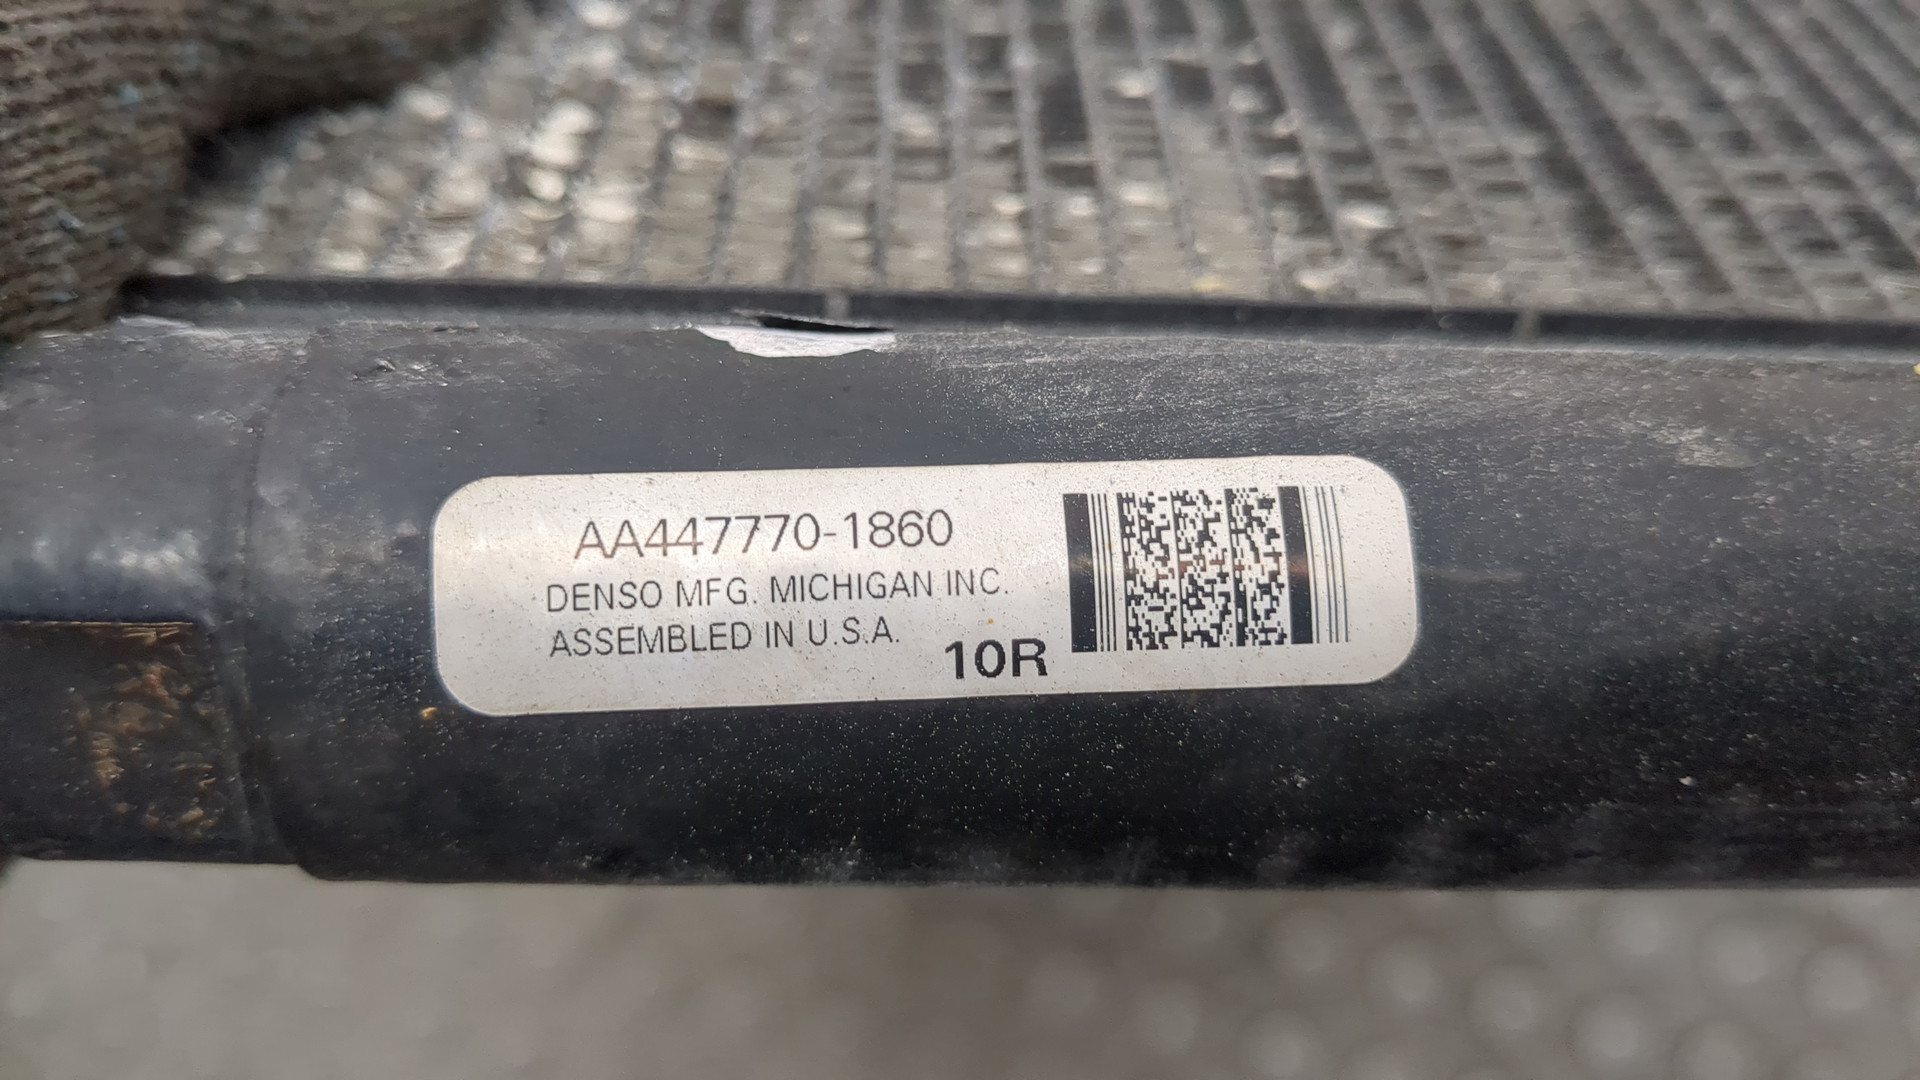 AA447770-1860
DENSO MFG. MICHIGAN INC.
ASSEMBLED IN U.S.A.
10R